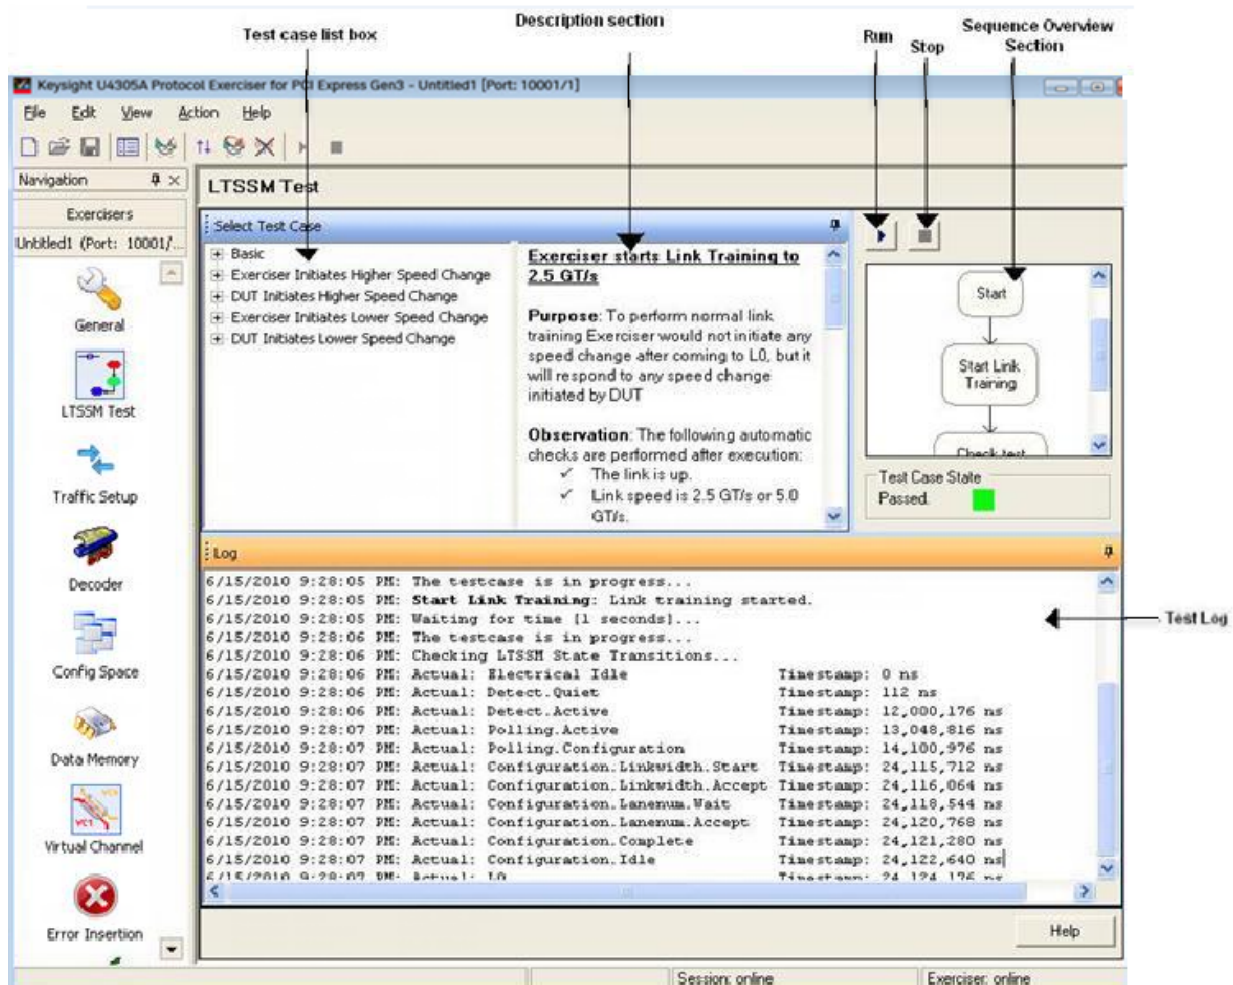 Test case list box
Description section
Run
Stop
Sequence Overview
Section
Keysight U4305A Protocol Exerciser for PCI Express Gen3 - Untitled1 [Port: 10001/1]
File Edit View Action Help
Navigation
Exercisers
Untitled1 (Port: 10001/'...
General
LTSSM Test
Traffic Setup
Decoder
Config Space
Data Memory
Virtual Channel
Error Insertion
LTSSM Test
Select Test Case
Basic
Exerciser Initiates Higher Speed Change
DUT Initiates Higher Speed Change
Exerciser Initiates Lower Speed Change
DUT Initiates Lower Speed Change
Exerciser starts Link Training to
2.5 GT/s
Purpose: To perform normal link
training Exerciser would not initiate any
speed change after coming to L0, but it
will respond to any speed change
initiated by DUT
Observation: The following automatic
checks are performed after execution:
✓ The link is up.
✓ Link speed is 2.5 GT/s or 5.0
GT/s.
Start
Start Link
Training
Check test
Test Case State
Passed.
Log
6/15/2010 9:28:05 PM: The testcase is in progress...
6/15/2010 9:28:05 PM: Start Link Training: Link training started.
6/15/2010 9:28:05 PM: Waiting for time [1 seconds]...
6/15/2010 9:28:06 PM: The testcase is in progress...
6/15/2010 9:28:06 PM: Checking LTSSM State Transitions...
6/15/2010 9:28:06 PM: Actual: Electrical Idle Timestamp: 0 ns
6/15/2010 9:28:06 PM: Actual: Detect.Quiet Timestamp: 112 ns
6/15/2010 9:28:06 PM: Actual: Detect.Active Timestamp: 12,000,176 ns
6/15/2010 9:28:07 PM: Actual: Polling.Active Timestamp: 13,048,816 ns
6/15/2010 9:28:07 PM: Actual: Polling.Configuration Timestamp: 14,100,976 ns
6/15/2010 9:28:07 PM: Actual: Configuration.Linkwidth.Start Timestamp: 24,115,712 ns
6/15/2010 9:28:07 PM: Actual: Configuration.Linkwidth.Accept Timestamp: 24,116,064 ns
6/15/2010 9:28:07 PM: Actual: Configuration.Lanenum.Wait Timestamp: 24,118,544 ns
6/15/2010 9:28:07 PM: Actual: Configuration.Lanenum.Accept Timestamp: 24,120,768 ns
6/15/2010 9:28:07 PM: Actual: Configuration.Complete Timestamp: 24,121,280 ns
6/15/2010 9:28:07 PM: Actual: Configuration.Idle Timestamp: 24,122,640 ns
6/15/2010 9:28:07 PM: Actual: L0 Timestamp: 24,124,176 ns
Test Log
Help
Session: online
Exerciser: online